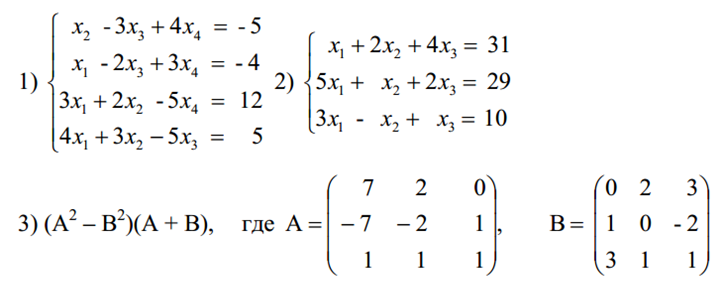 1) { x₂ - 3x₃ + 4x₄ = - 5
x₁ - 2x₃ + 3x₄ = - 4
3x₁ + 2x₂ - 5x₄ = 12
4x₁ + 3x₂ − 5x₃ = 5
2) { x₁ + 2x₂ + 4x₃ = 31
5x₁ + x₂ + 2x₃ = 29
3x₁ - x₂ + x₃ = 10
3) (A² – B²)(A + B), где A = ( 7 2 0
− 7 − 2 1
1 1 1 ),
B = ( 0 2 3
1 0 - 2
3 1 1 )